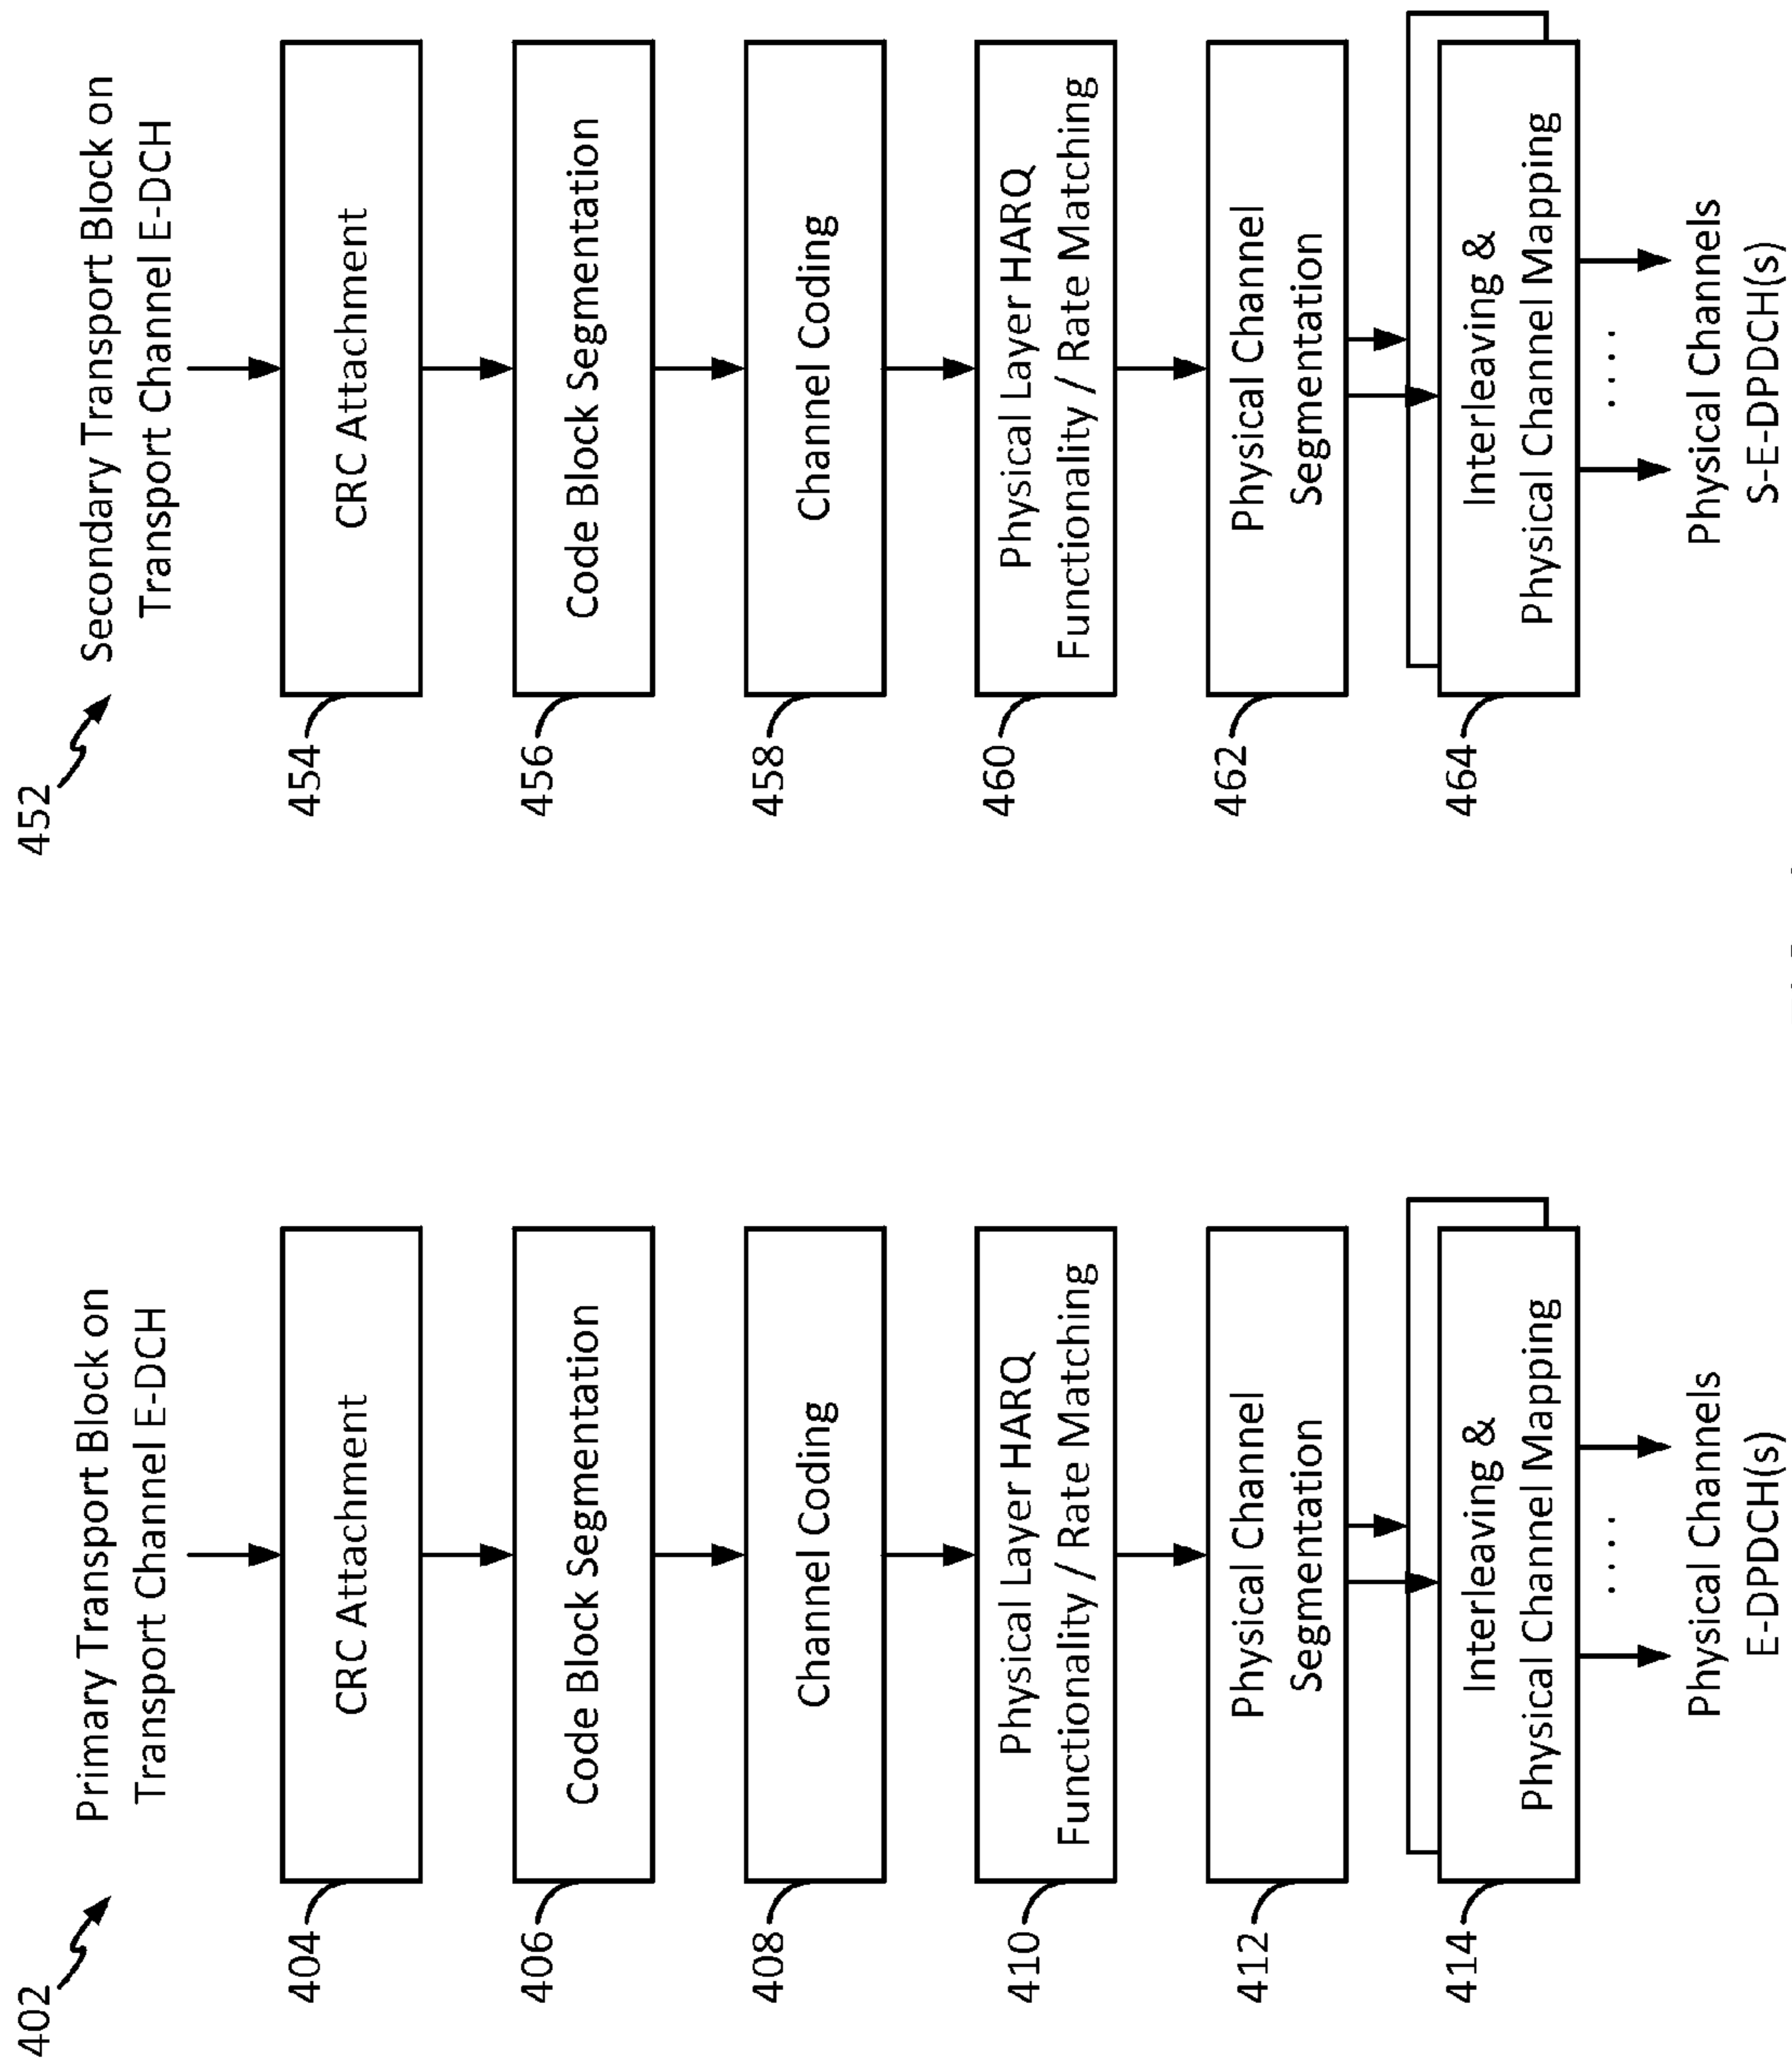 402
Primary Transport Block on
Transport Channel E-DCH
404
CRC Attachment
406
Code Block Segmentation
408
Channel Coding
410
Physical Layer HARQ
Functionality / Rate Matching
412
Physical Channel
Segmentation
414
Interleaving &
Physical Channel Mapping
. . . .
Physical Channels
E-DPDCH(s)
452
Secondary Transport Block on
Transport Channel E-DCH
454
CRC Attachment
456
Code Block Segmentation
458
Channel Coding
460
Physical Layer HARQ
Functionality / Rate Matching
462
Physical Channel
Segmentation
464
Interleaving &
Physical Channel Mapping
. . . .
Physical Channels
S-E-DPDCH(s)